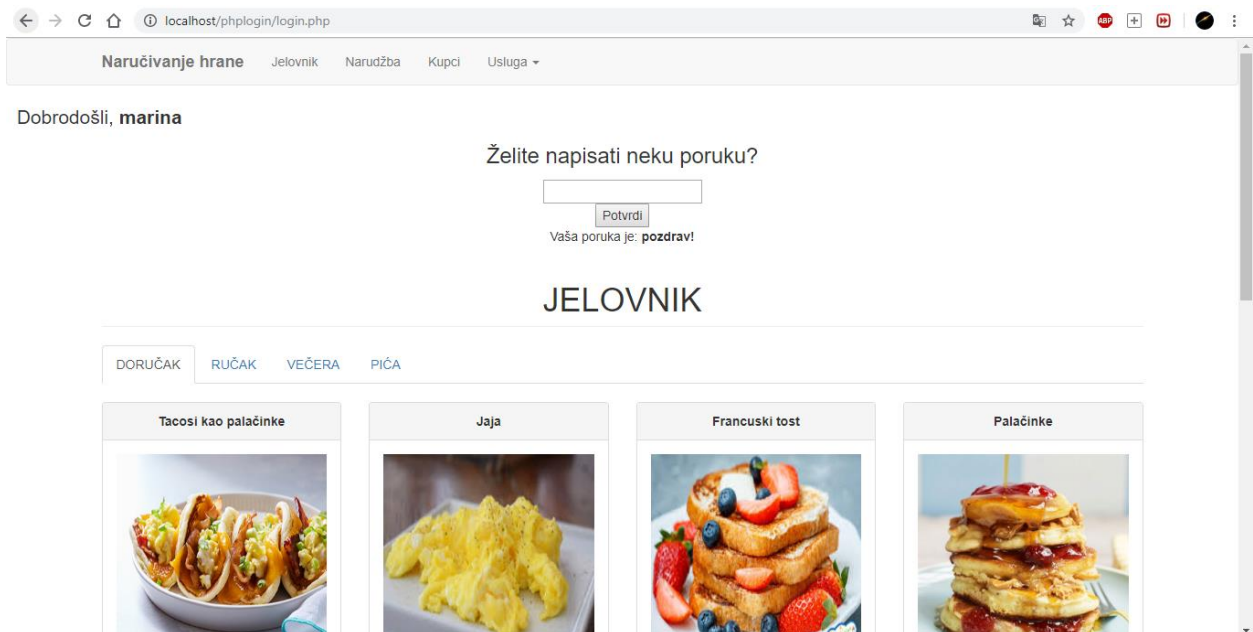 localhost/phplogin/login.php
ABP
Naručivanje hrane Jelovnik Narudžba Kupci Usluga
Dobrodošli, marina
Želite napisati neku poruku?
Potvrdi
Vaša poruka je: pozdrav!
JELOVNIK
DORUČAK RUČAK VEČERA PIĆA
Tacosi kao palačinke Jaja Francuski tost Palačinke